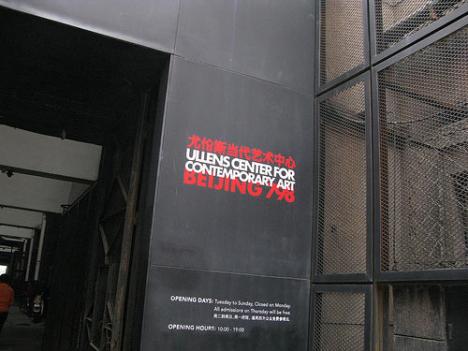 尤伦斯当代艺术中心
ULLENS CENTER FOR
CONTEMPORARY ART
BEIJING 798
OPENING DAYS: Tuesday to Sunday, Closed on Monday
All admissions on Thursday will be free
OPENING HOURS: 10:00 - 19:00